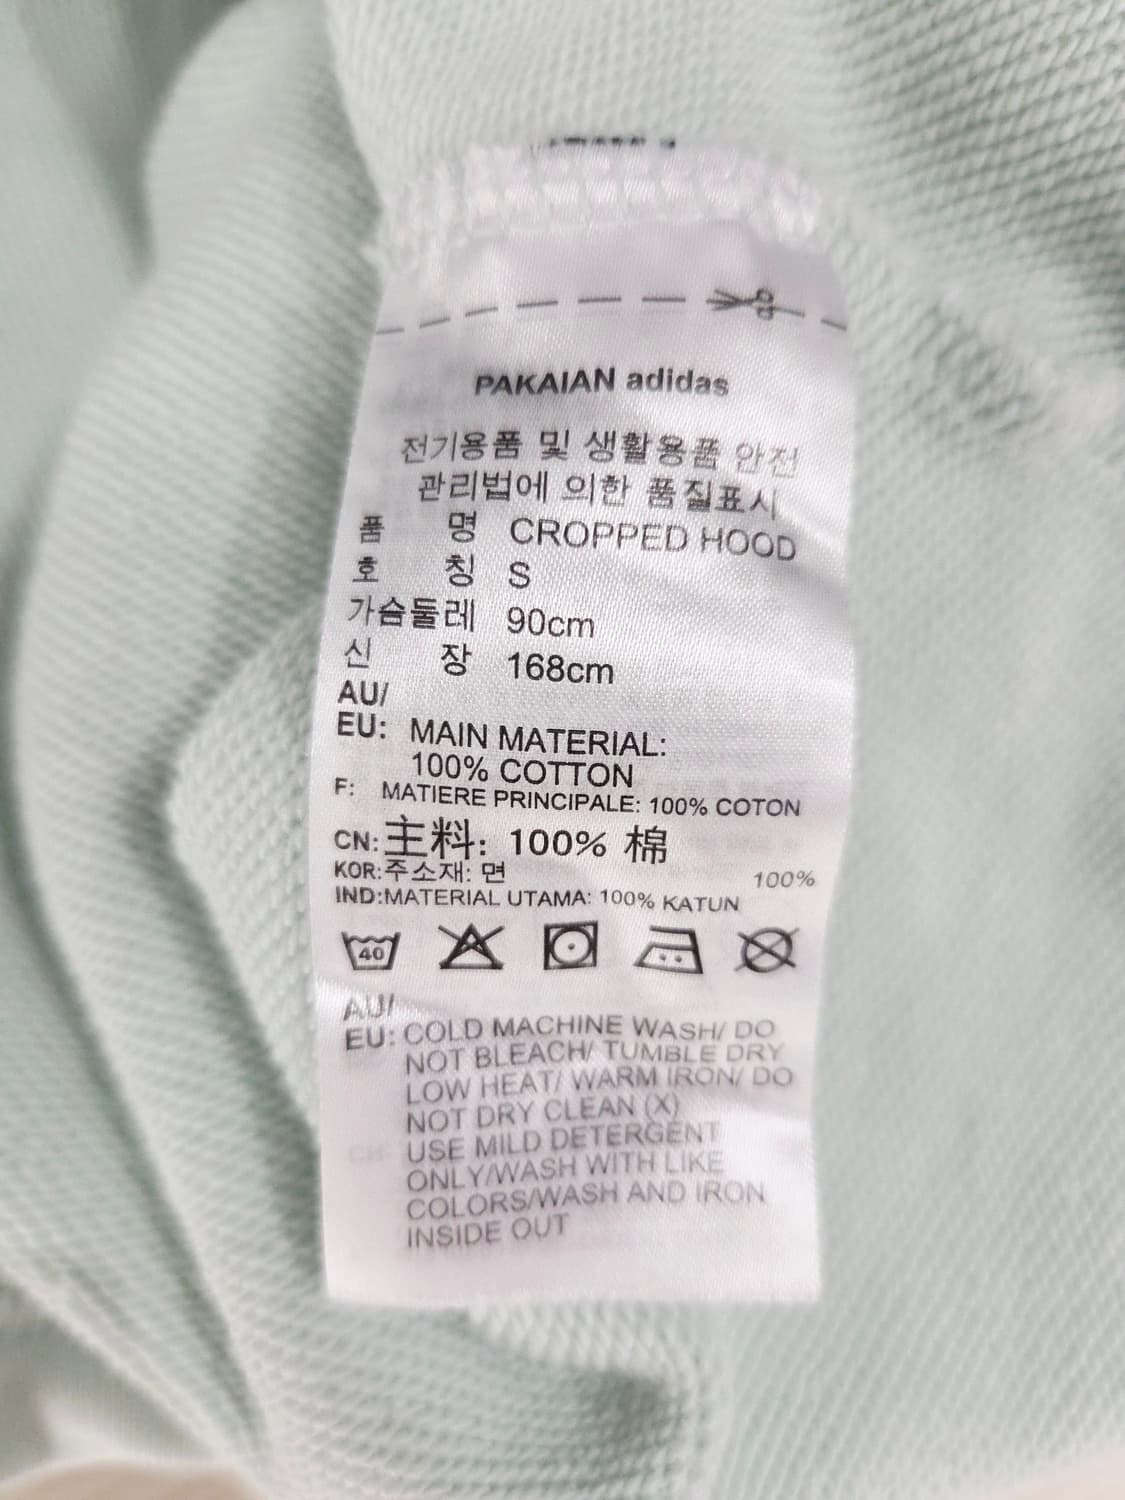 PAKAIAN adidas
전기용품 및 생활용품 안전
관리법에 의한 품질표시
품 명 CROPPED HOOD
호 칭 S
가슴둘레 90cm
신 장 168cm
AU/
EU: MAIN MATERIAL:
100% COTTON
F: MATIERE PRINCIPALE: 100% COTON
CN: 主料: 100% 棉
KOR:주소재: 면 100%
IND:MATERIAL UTAMA: 100% KATUN
40
AU/
EU: COLD MACHINE WASH/ DO
NOT BLEACH/ TUMBLE DRY
LOW HEAT/ WARM IRON/ DO
NOT DRY CLEAN (X)
USE MILD DETERGENT
ONLY/WASH WITH LIKE
COLORS/WASH AND IRON
INSIDE OUT